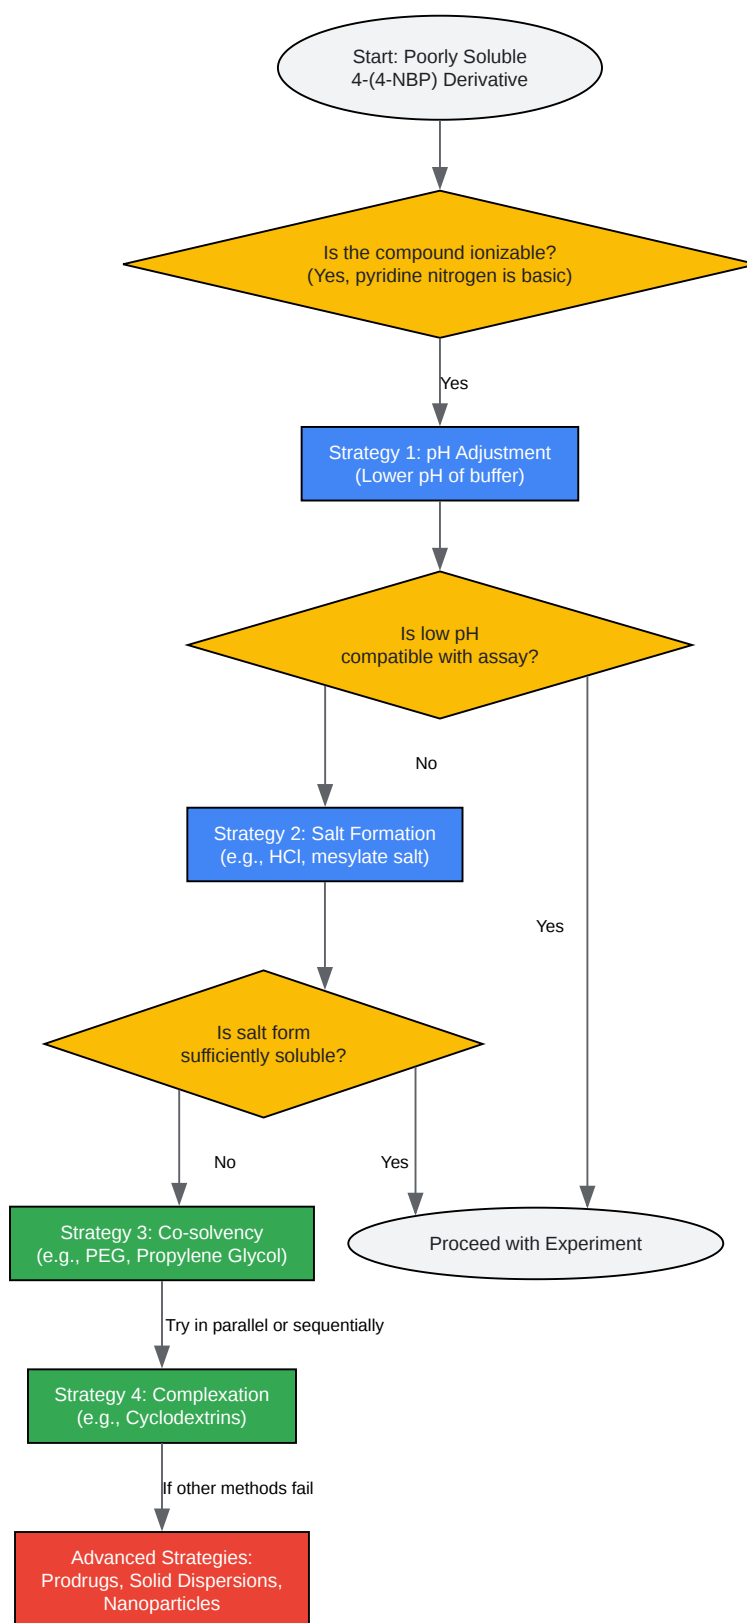 Start: Poorly Soluble
4-(4-NBP) Derivative
Is the compound ionizable?
(Yes, pyridine nitrogen is basic)
Yes
Strategy 1: pH Adjustment
(Lower pH of buffer)
Is low pH
compatible with assay?
No
Strategy 2: Salt Formation
(e.g., HCl, mesylate salt)
Yes
Is salt form
sufficiently soluble?
No
Yes
Strategy 3: Co-solvency
(e.g., PEG, Propylene Glycol)
Proceed with Experiment
Try in parallel or sequentially
Strategy 4: Complexation
(e.g., Cyclodextrins)
If other methods fail
Advanced Strategies:
Prodrugs, Solid Dispersions,
Nanoparticles